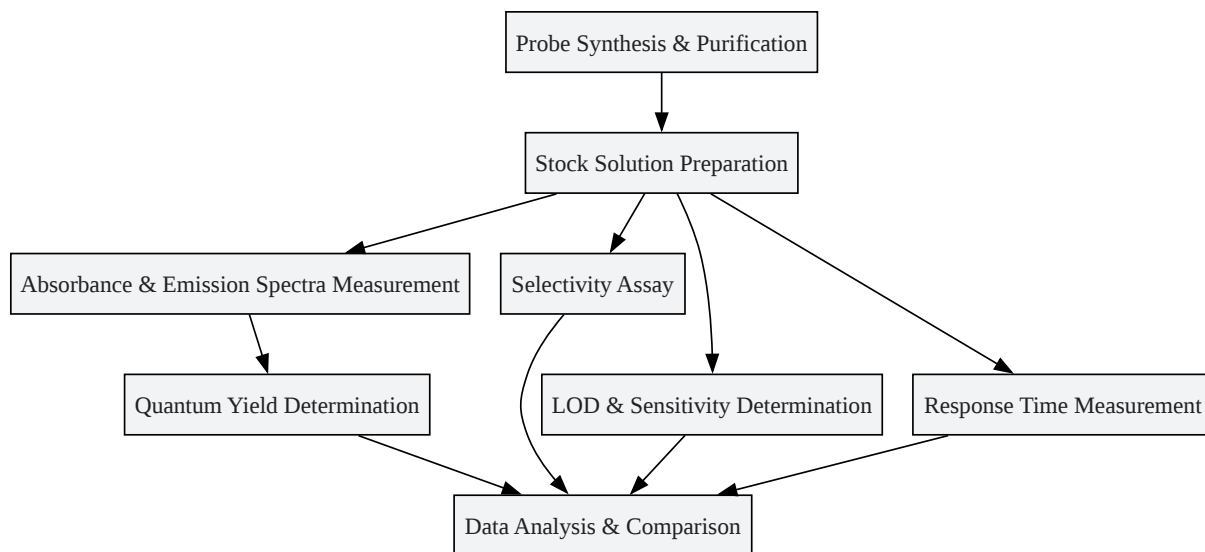 Probe Synthesis & Purification
Stock Solution Preparation
Absorbance & Emission Spectra Measurement
Selectivity Assay
Quantum Yield Determination
LOD & Sensitivity Determination
Response Time Measurement
Data Analysis & Comparison